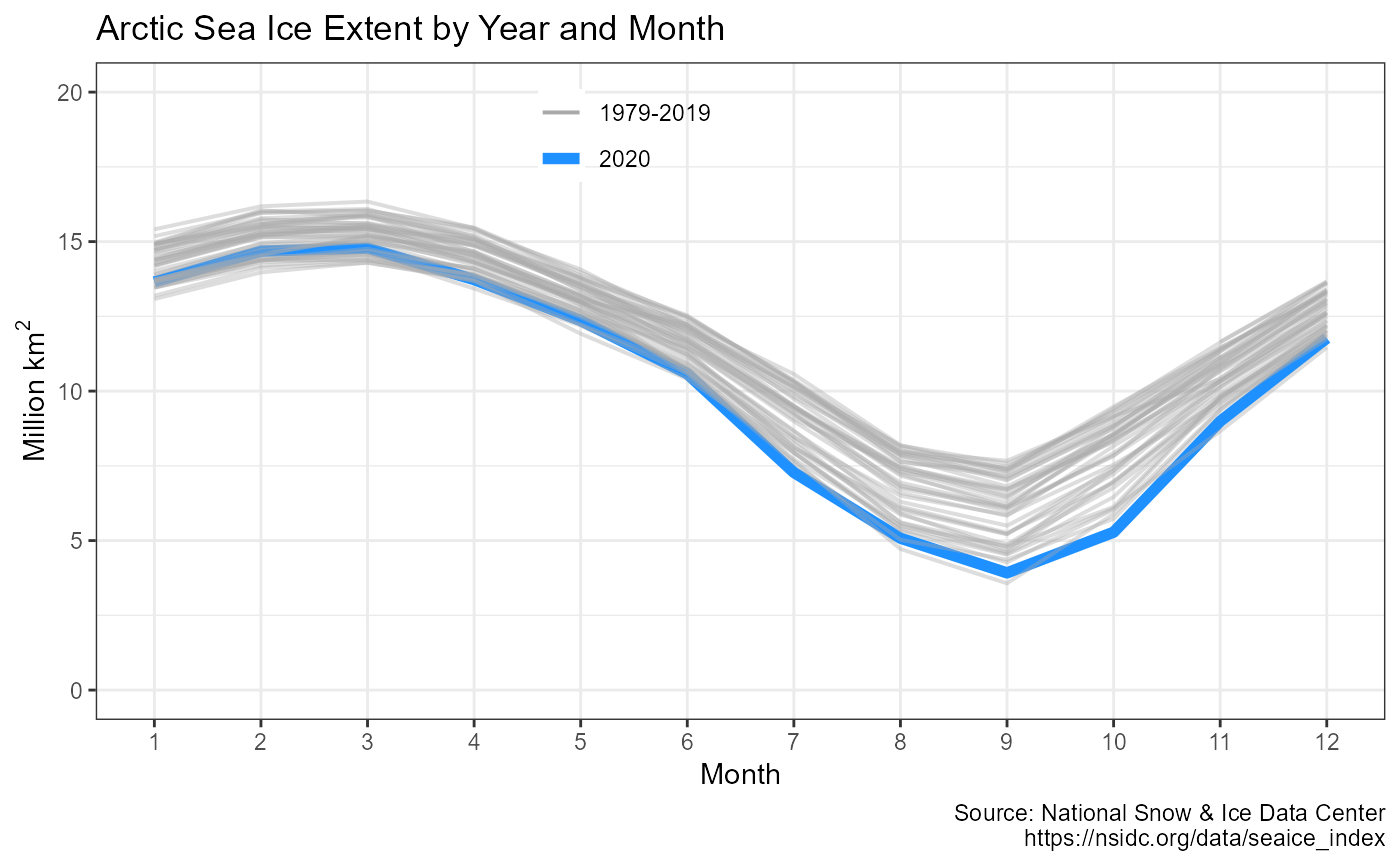 Arctic Sea Ice Extent by Year and Month
Million km²
20
15
10
5
0
1979-2019
2020
1 2 3 4 5 6 7 8 9 10 11 12
Month
Source: National Snow & Ice Data Center
https://nsidc.org/data/seaice_index